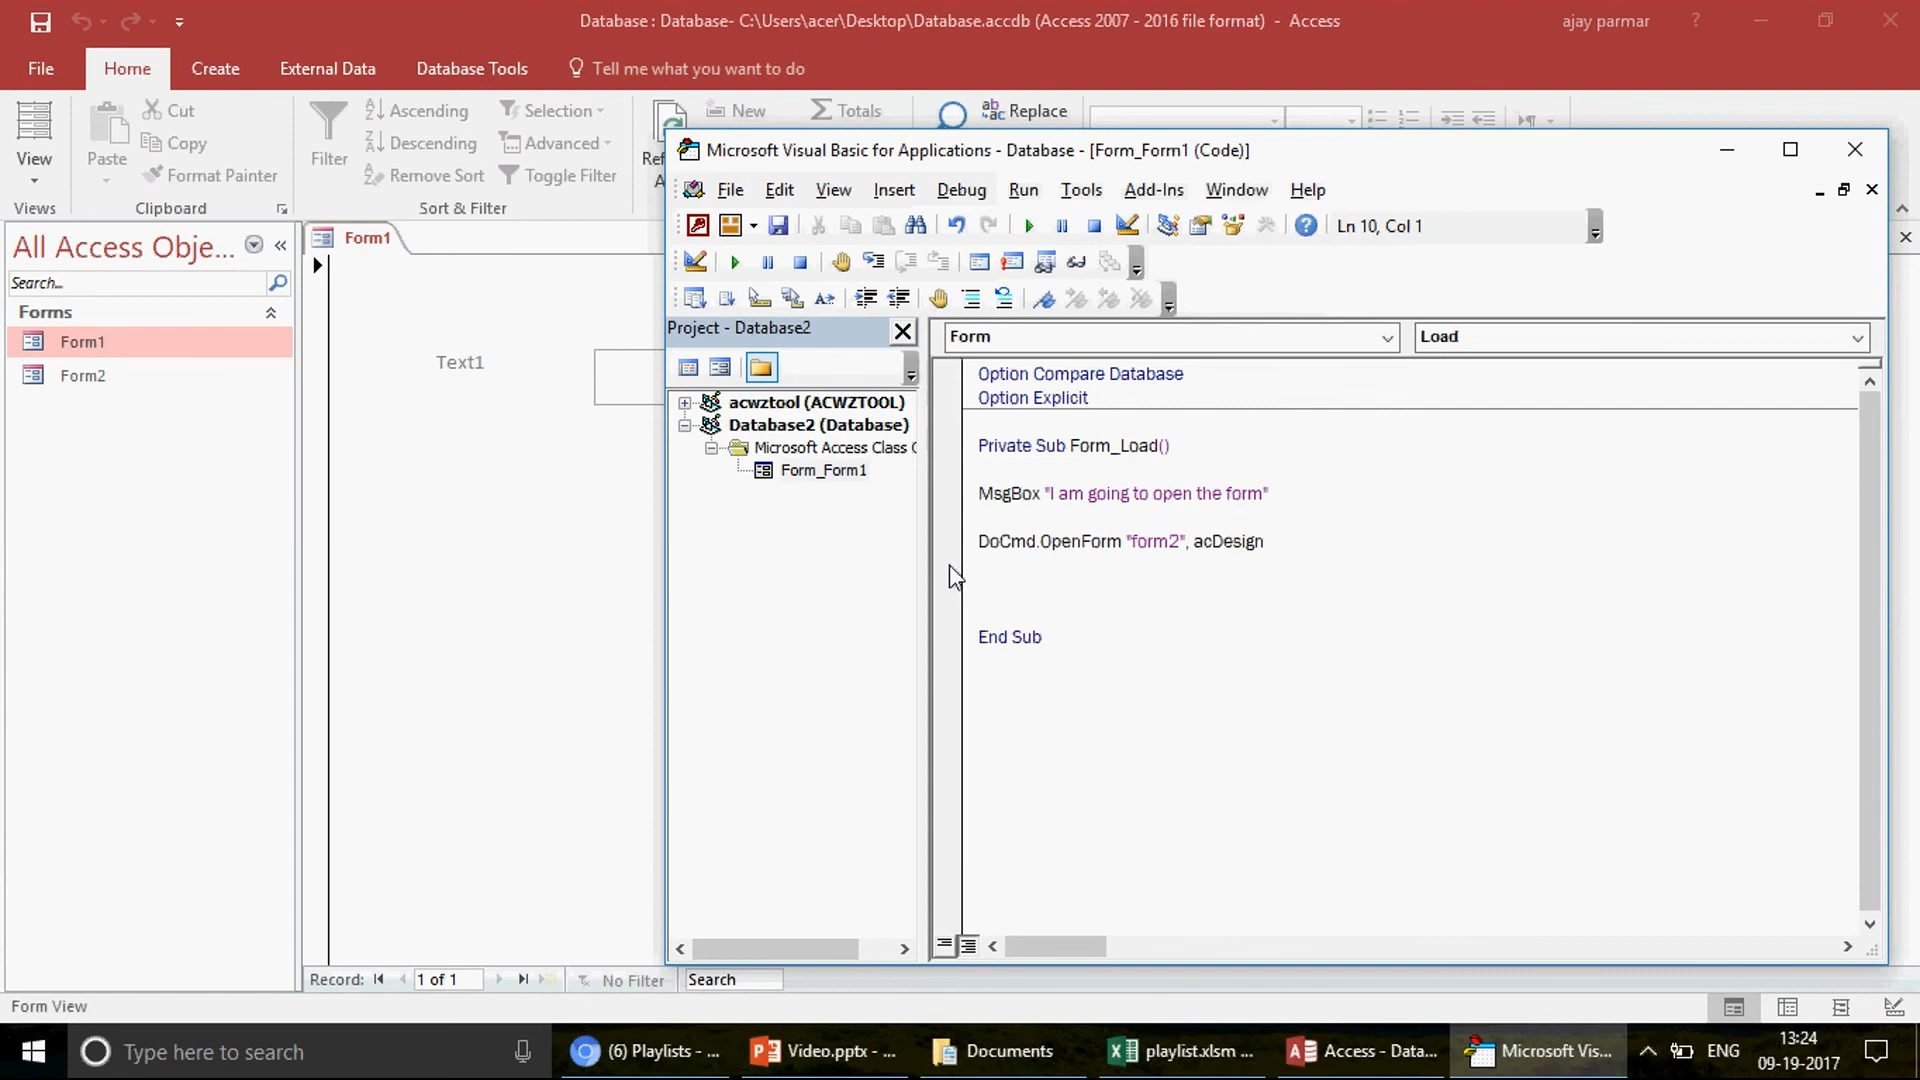 Database : Database- C:\Users\acer\Desktop\Database.accdb (Access 2007 - 2016 file format) - Access
ajay parmar
?
File
Home
Create
External Data
Database Tools
Tell me what you want to do
View
Views
Paste
Cut
Copy
Format Painter
Clipboard
Filter
Ascending
Descending
Remove Sort
Selection
Advanced
Toggle Filter
Sort & Filter
New
Totals
Replace
All Access Obje...
Search...
Forms
Form1
Form2
Form1
Text1
Microsoft Visual Basic for Applications - Database - [Form_Form1 (Code)]
File Edit View Insert Debug Run Tools Add-Ins Window Help
Ln 10, Col 1
Project - Database2
acwztool (ACWZTOOL)
Database2 (Database)
Microsoft Access Class
Form_Form1
Form
Load
Option Compare Database
Option Explicit
Private Sub Form_Load()
MsgBox "I am going to open the form"
DoCmd.OpenForm "form2", acDesign
End Sub
Record: 1 of 1 No Filter Search
Form View
Type here to search
(6) Playlists - ...
Video.pptx - ...
Documents
playlist.xlsm ...
Access - Data...
Microsoft Vis...
ENG
13:24
09-19-2017